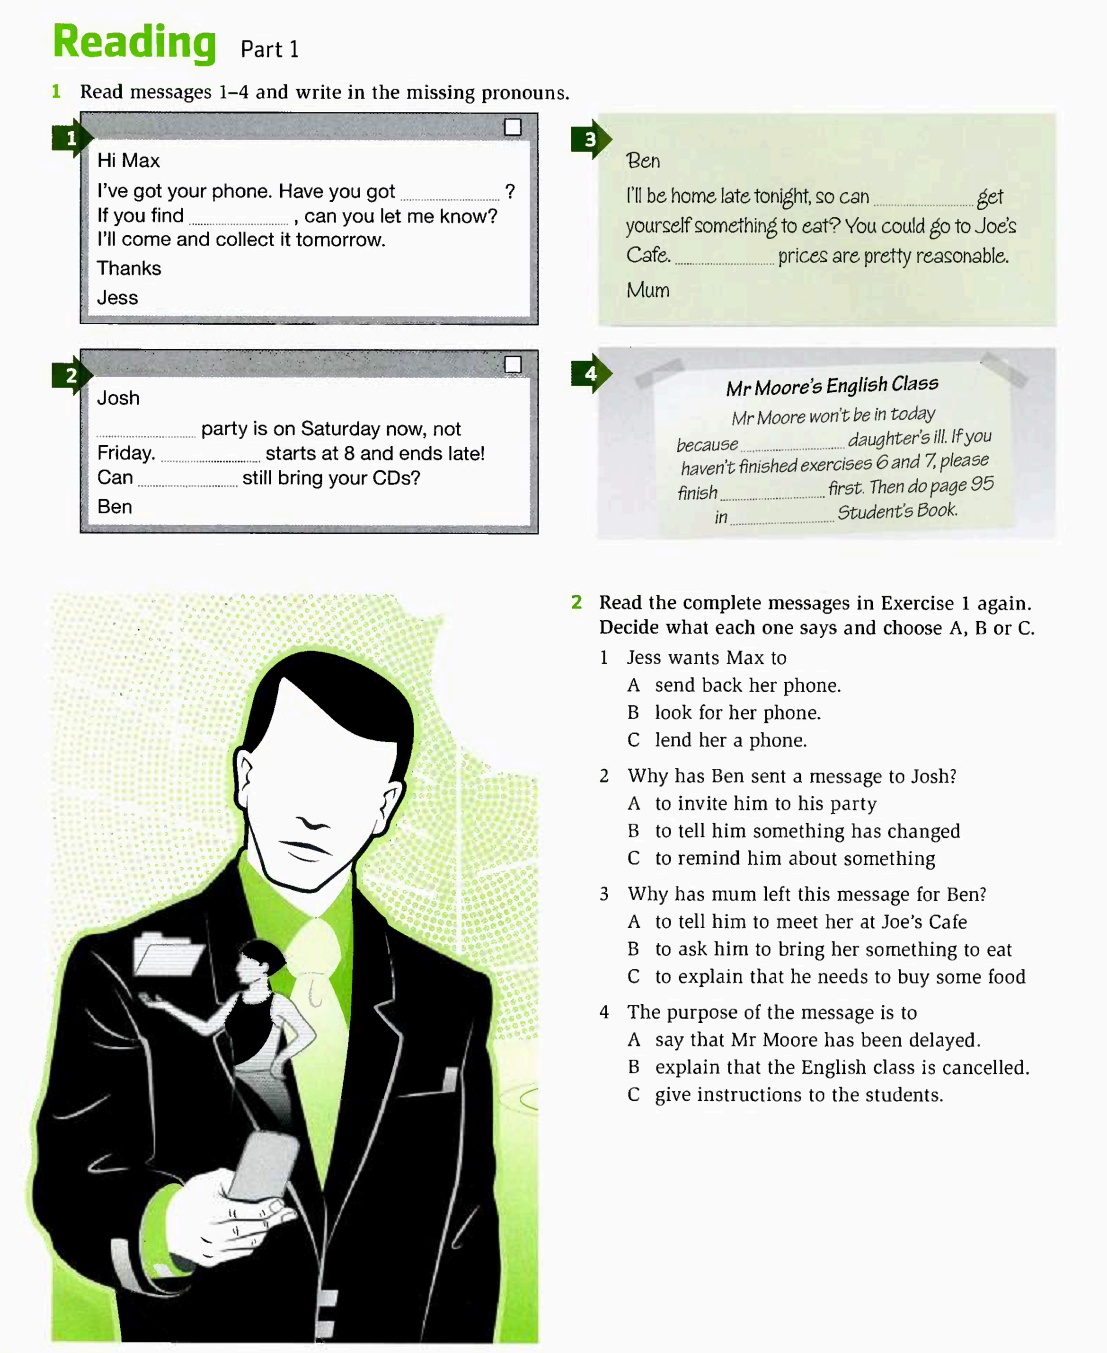 Reading Part 1
1 Read messages 1–4 and write in the missing pronouns.
1
Hi Max
I've got your phone. Have you got ........................ ?
If you find ........................ , can you let me know?
I'll come and collect it tomorrow.
Thanks
Jess
2
Josh
........................ party is on Saturday now, not
Friday. ........................ starts at 8 and ends late!
Can ........................ still bring your CDs?
Ben
3
Ben
I'll be home late tonight, so can ........................ get
yourself something to eat? You could go to Joe's
Cafe. ........................ prices are pretty reasonable.
Mum
4
Mr Moore's English Class
Mr Moore won't be in today
because ........................ daughter's ill. If you
haven't finished exercises 6 and 7, please
finish ........................ first. Then do page 95
in ........................ Student's Book.
2 Read the complete messages in Exercise 1 again.
Decide what each one says and choose A, B or C.
1 Jess wants Max to
A send back her phone.
B look for her phone.
C lend her a phone.
2 Why has Ben sent a message to Josh?
A to invite him to his party
B to tell him something has changed
C to remind him about something
3 Why has mum left this message for Ben?
A to tell him to meet her at Joe's Cafe
B to ask him to bring her something to eat
C to explain that he needs to buy some food
4 The purpose of the message is to
A say that Mr Moore has been delayed.
B explain that the English class is cancelled.
C give instructions to the students.